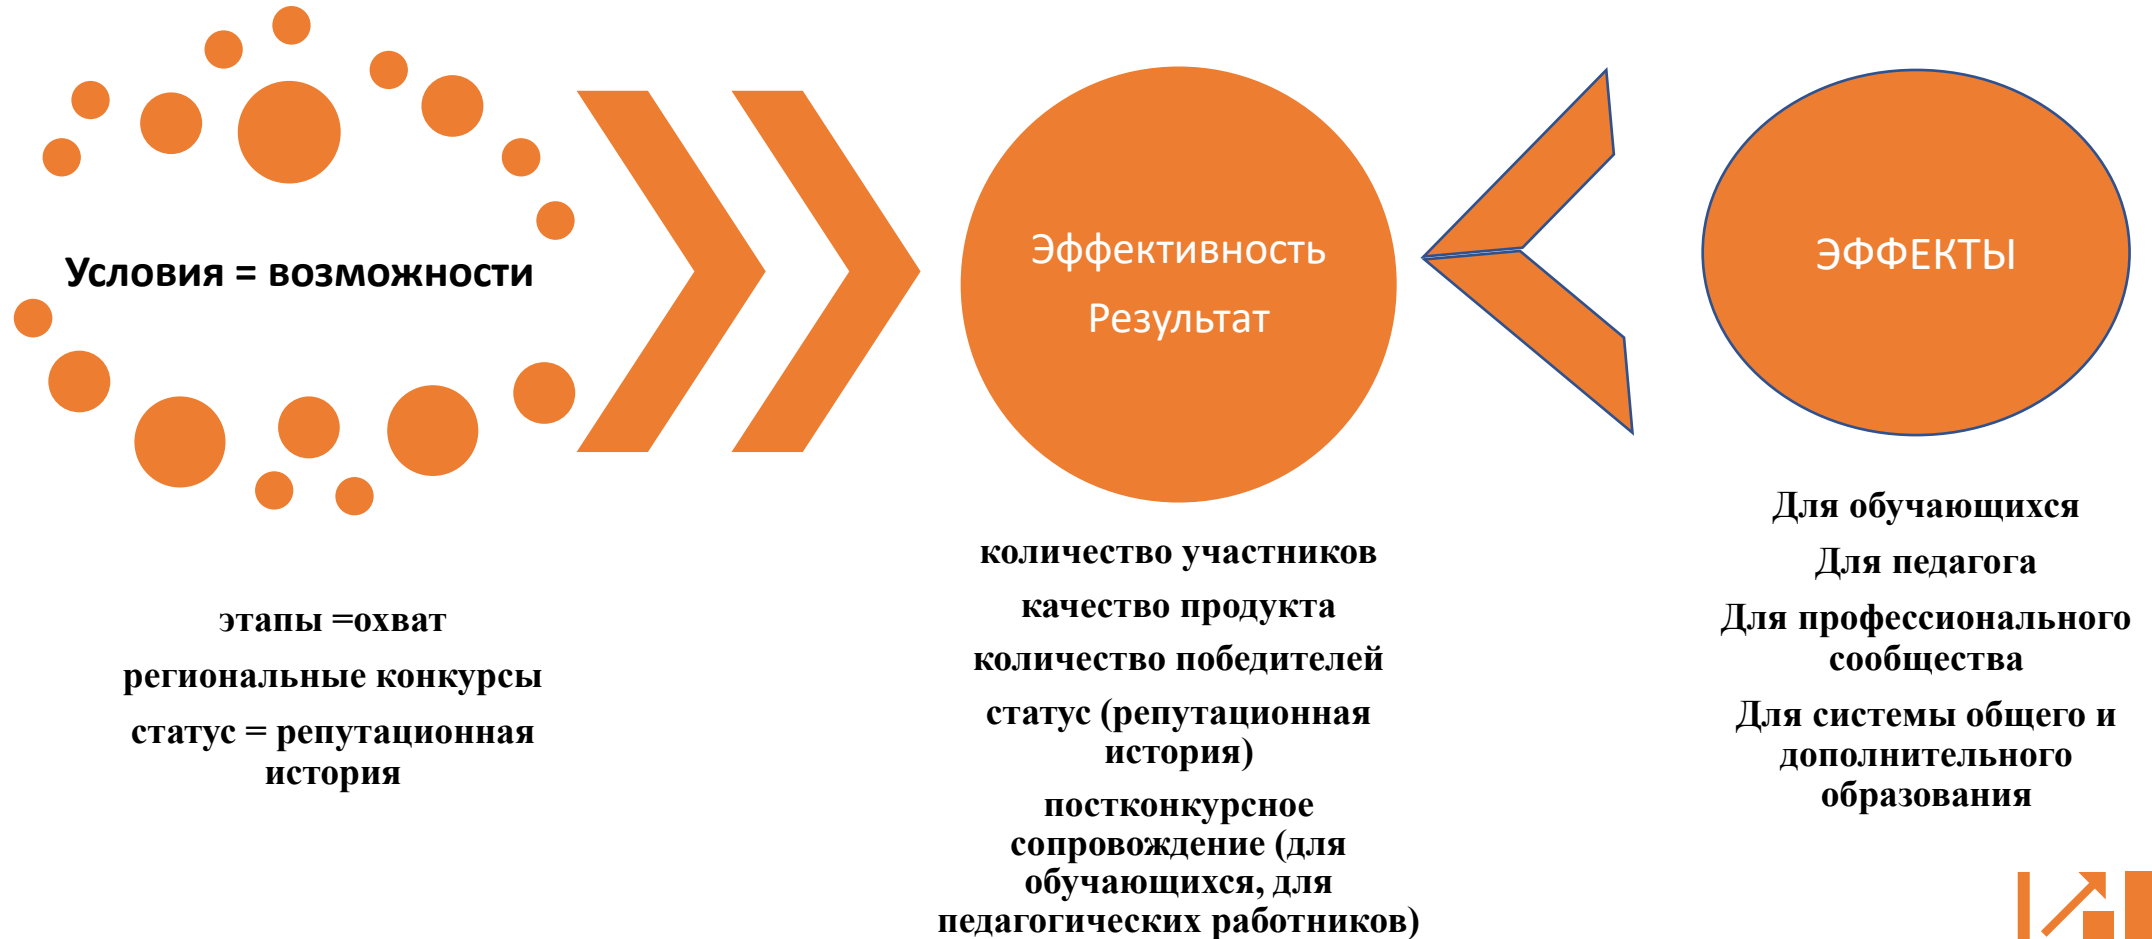 Условия = возможности
этапы =охват
региональные конкурсы
статус = репутационная
история
Эффективность
Результат
количество участников
качество продукта
количество победителей
статус (репутационная
история)
постконкурсное
сопровождение (для
обучающихся, для
педагогических работников)
ЭФФЕКТЫ
Для обучающихся
Для педагога
Для профессионального
сообщества
Для системы общего и
дополнительного
образования